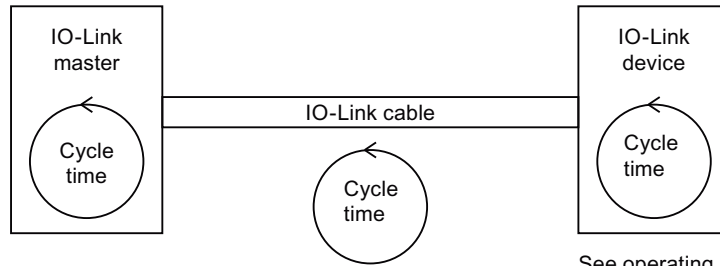 IO-Link
master
Cycle
time
IO-Link cable
Cycle
time
IO-Link
device
Cycle
time
See operating